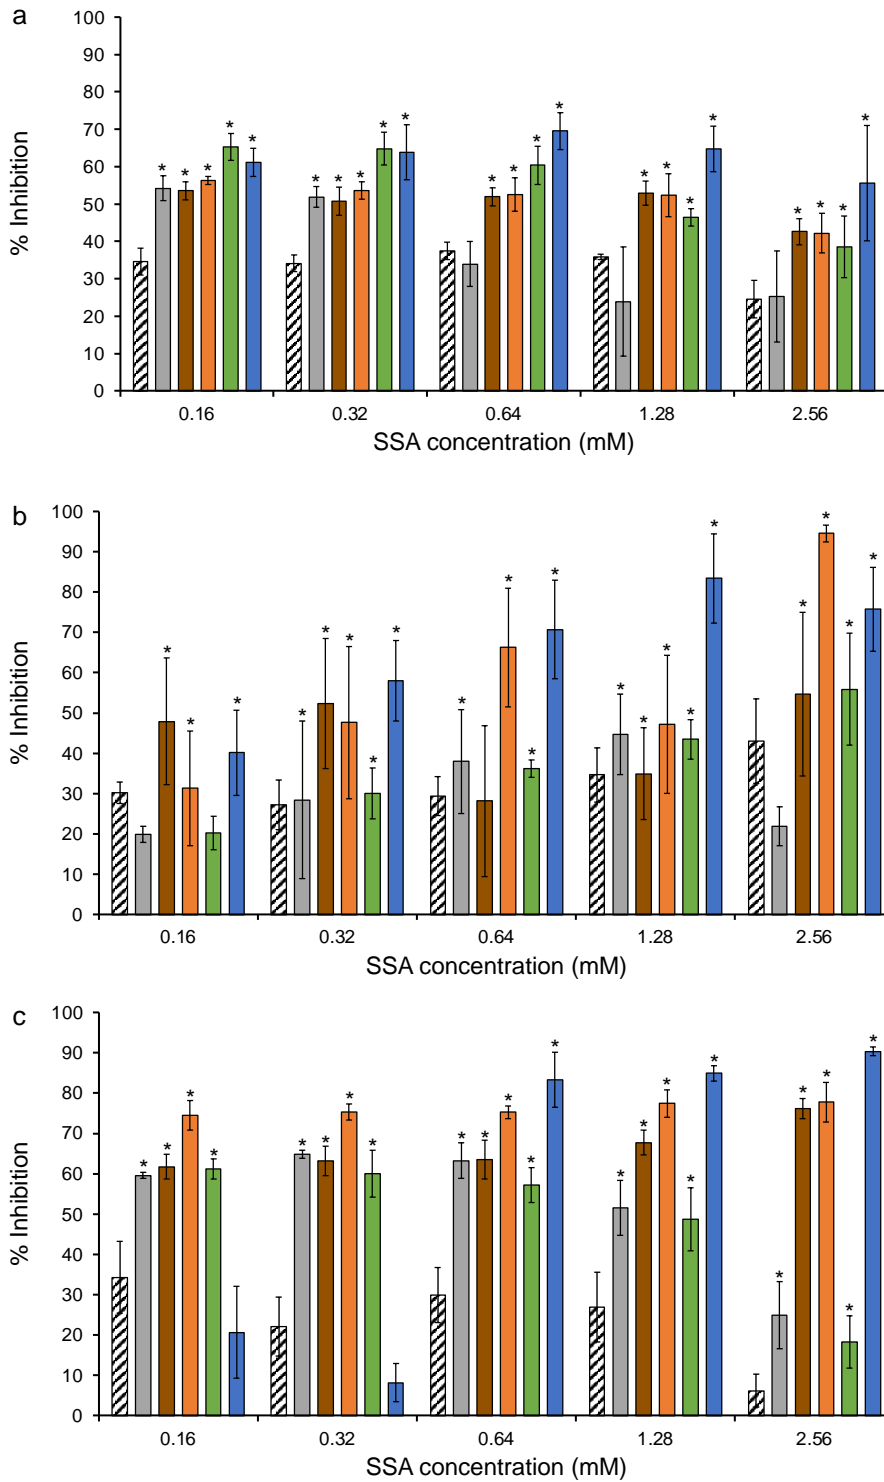 a
100
90
80
70
60
50
40
30
20
10
0
% Inhibition
* * * * *
* * * * *
* * * *
* * * *
* * * *
0.16 0.32 0.64 1.28 2.56
SSA concentration (mM)
b
100
90
80
70
60
50
40
30
20
10
0
% Inhibition
* * *
* * * * *
* * * *
* * * * *
* * * *
0.16 0.32 0.64 1.28 2.56
SSA concentration (mM)
c
100
90
80
70
60
50
40
30
20
10
0
% Inhibition
* * * *
* * * *
* * * * *
* * * * *
* * * * *
0.16 0.32 0.64 1.28 2.56
SSA concentration (mM)